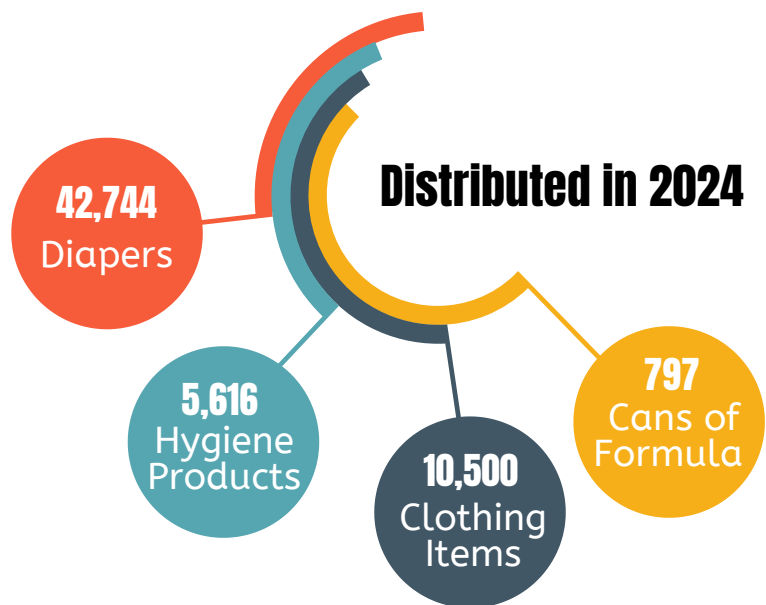 Distributed in 2024
42,744
Diapers
5,616
Hygiene
Products
10,500
Clothing
Items
797
Cans of
Formula